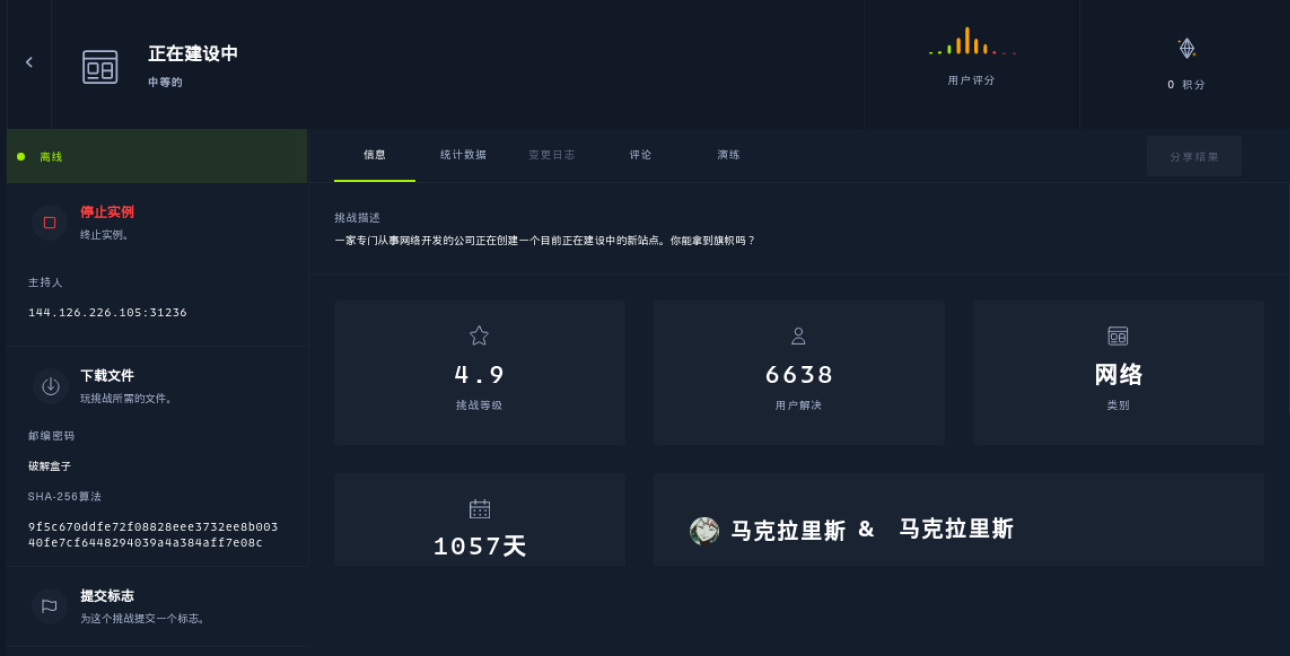 正在建设中
中等的
用户评分
0 积分
离线
信息
统计数据
变更日志
评论
演练
分享结果
停止实例
终止实例。
主持人
144.126.226.105:31236
下载文件
玩挑战所需的文件。
邮编密码
破解盒子
SHA-256算法
9f5c670ddfe72f08828eee3732ee8b003
40fe7cf6448294039a4a384aff7e08c
提交标志
为这个挑战提交一个标志。
挑战描述
一家专门从事网络开发的公司正在创建一个目前正在建设中的新站点。你能拿到旗帜吗？
4.9
挑战等级
6638
用户解决
网络
类别
1057天
马克拉里斯 & 马克拉里斯